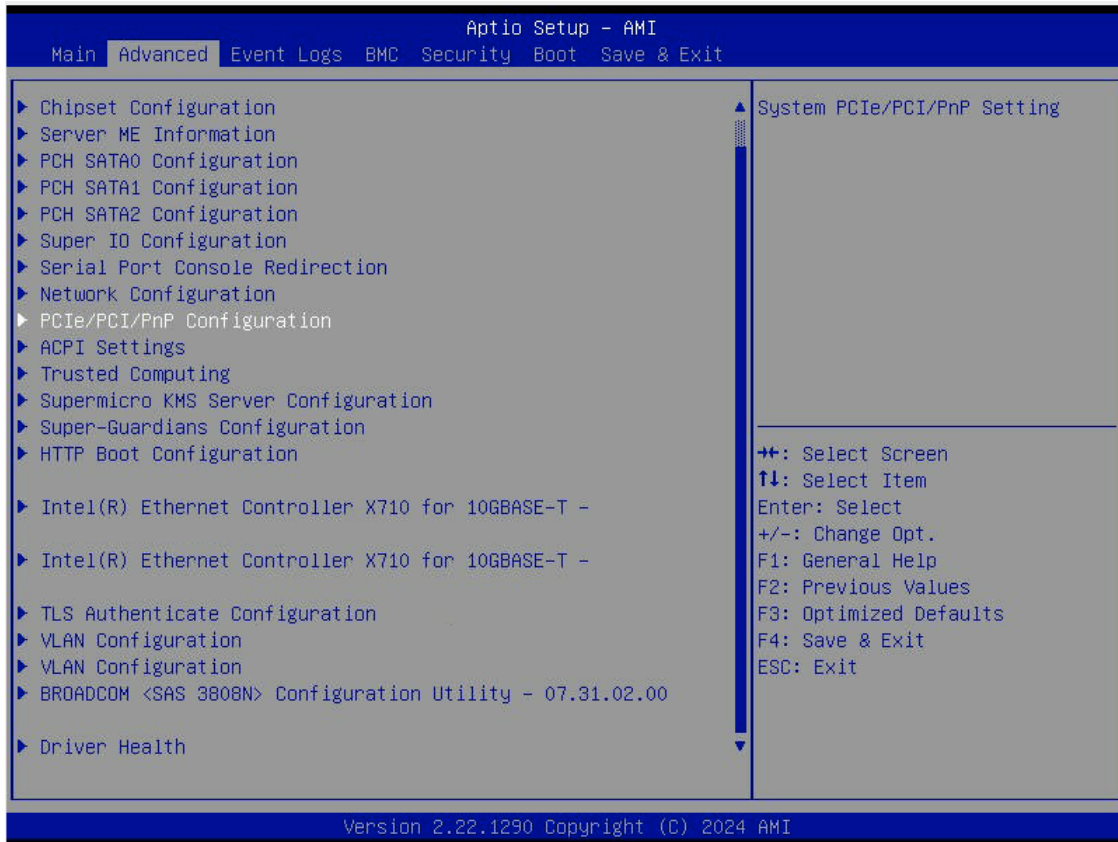 Aptio Setup - AMI
Main Advanced Event Logs BMC Security Boot Save & Exit
Chipset Configuration
Server ME Information
PCH SATA0 Configuration
PCH SATA1 Configuration
PCH SATA2 Configuration
Super IO Configuration
Serial Port Console Redirection
Network Configuration
PCIe/PCI/PnP Configuration
ACPI Settings
Trusted Computing
Supermicro KMS Server Configuration
Super-Guardians Configuration
HTTP Boot Configuration
Intel(R) Ethernet Controller X710 for 10GBASE-T -
Intel(R) Ethernet Controller X710 for 10GBASE-T -
TLS Authenticate Configuration
VLAN Configuration
VLAN Configuration
BROADCOM <SAS 3808N> Configuration Utility - 07.31.02.00
Driver Health
System PCIe/PCI/PnP Setting
→←: Select Screen
↑↓: Select Item
Enter: Select
+/-: Change Opt.
F1: General Help
F2: Previous Values
F3: Optimized Defaults
F4: Save & Exit
ESC: Exit
Version 2.22.1290 Copyright (C) 2024 AMI